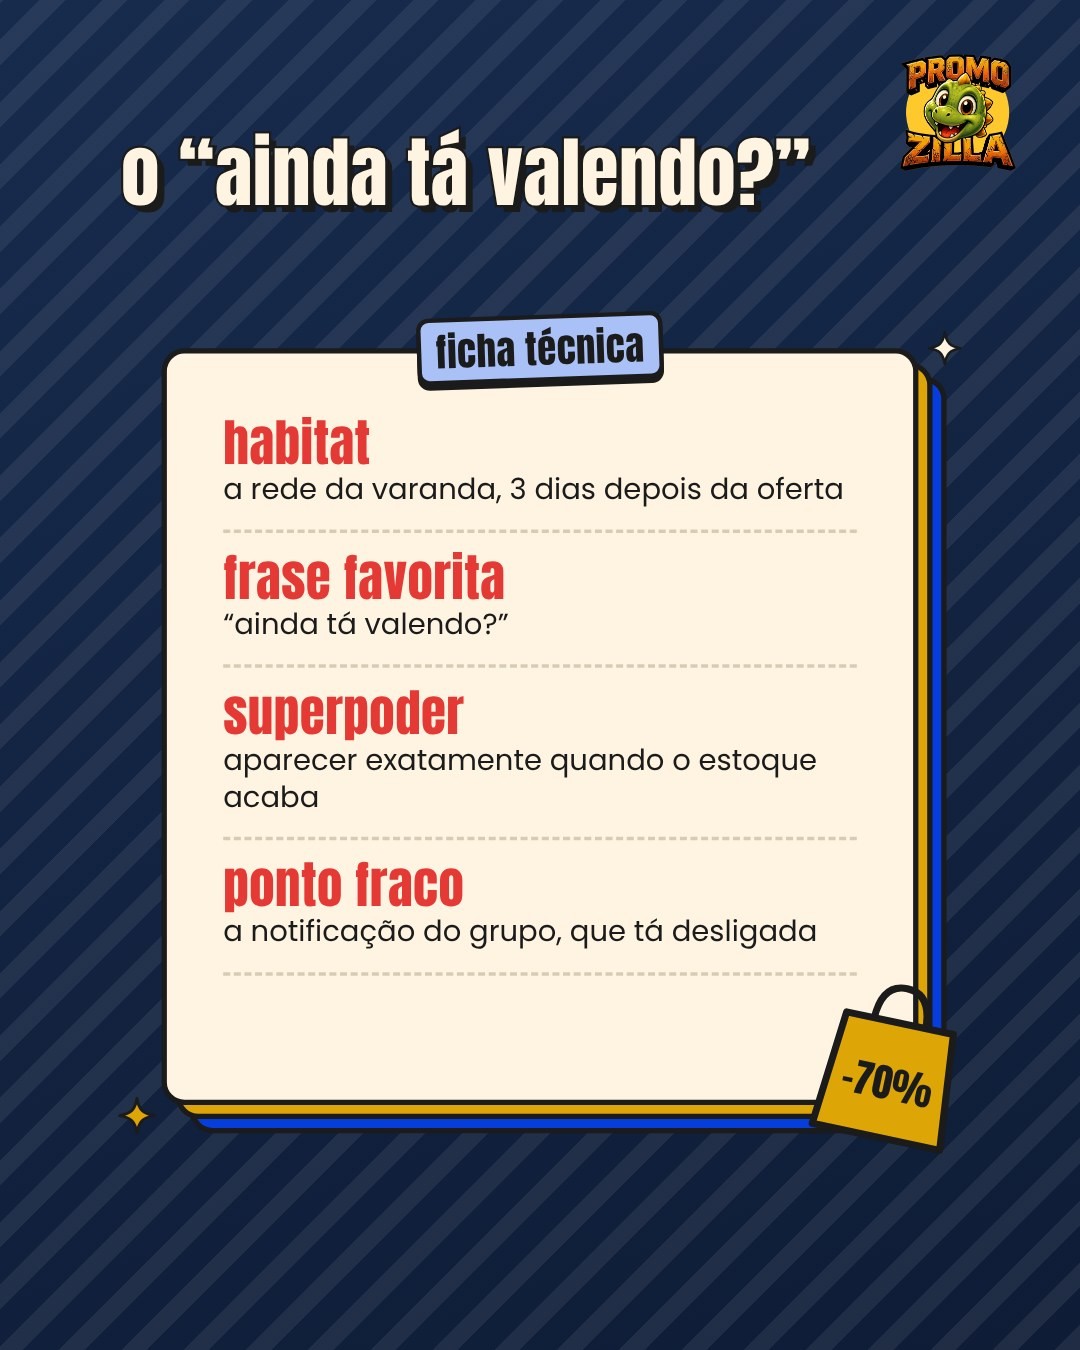 PROMO
ZILLA
o “ainda tá valendo?”
ficha técnica
habitat
a rede da varanda, 3 dias depois da oferta
frase favorita
“ainda tá valendo?”
superpoder
aparecer exatamente quando o estoque
acaba
ponto fraco
a notificação do grupo, que tá desligada
-70%